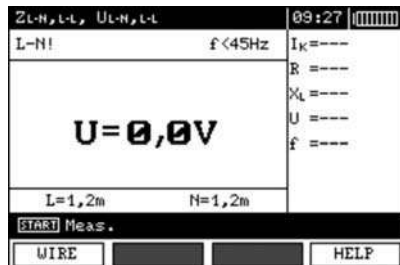 ZL-N,L-L, UL-N,L-L 09:27
L-N! f<45Hz
U=0,0V
L=1,2m N=1,2m
IK=---
R =---
XL=---
U =---
f =---
START Meas.
WIRE HELP